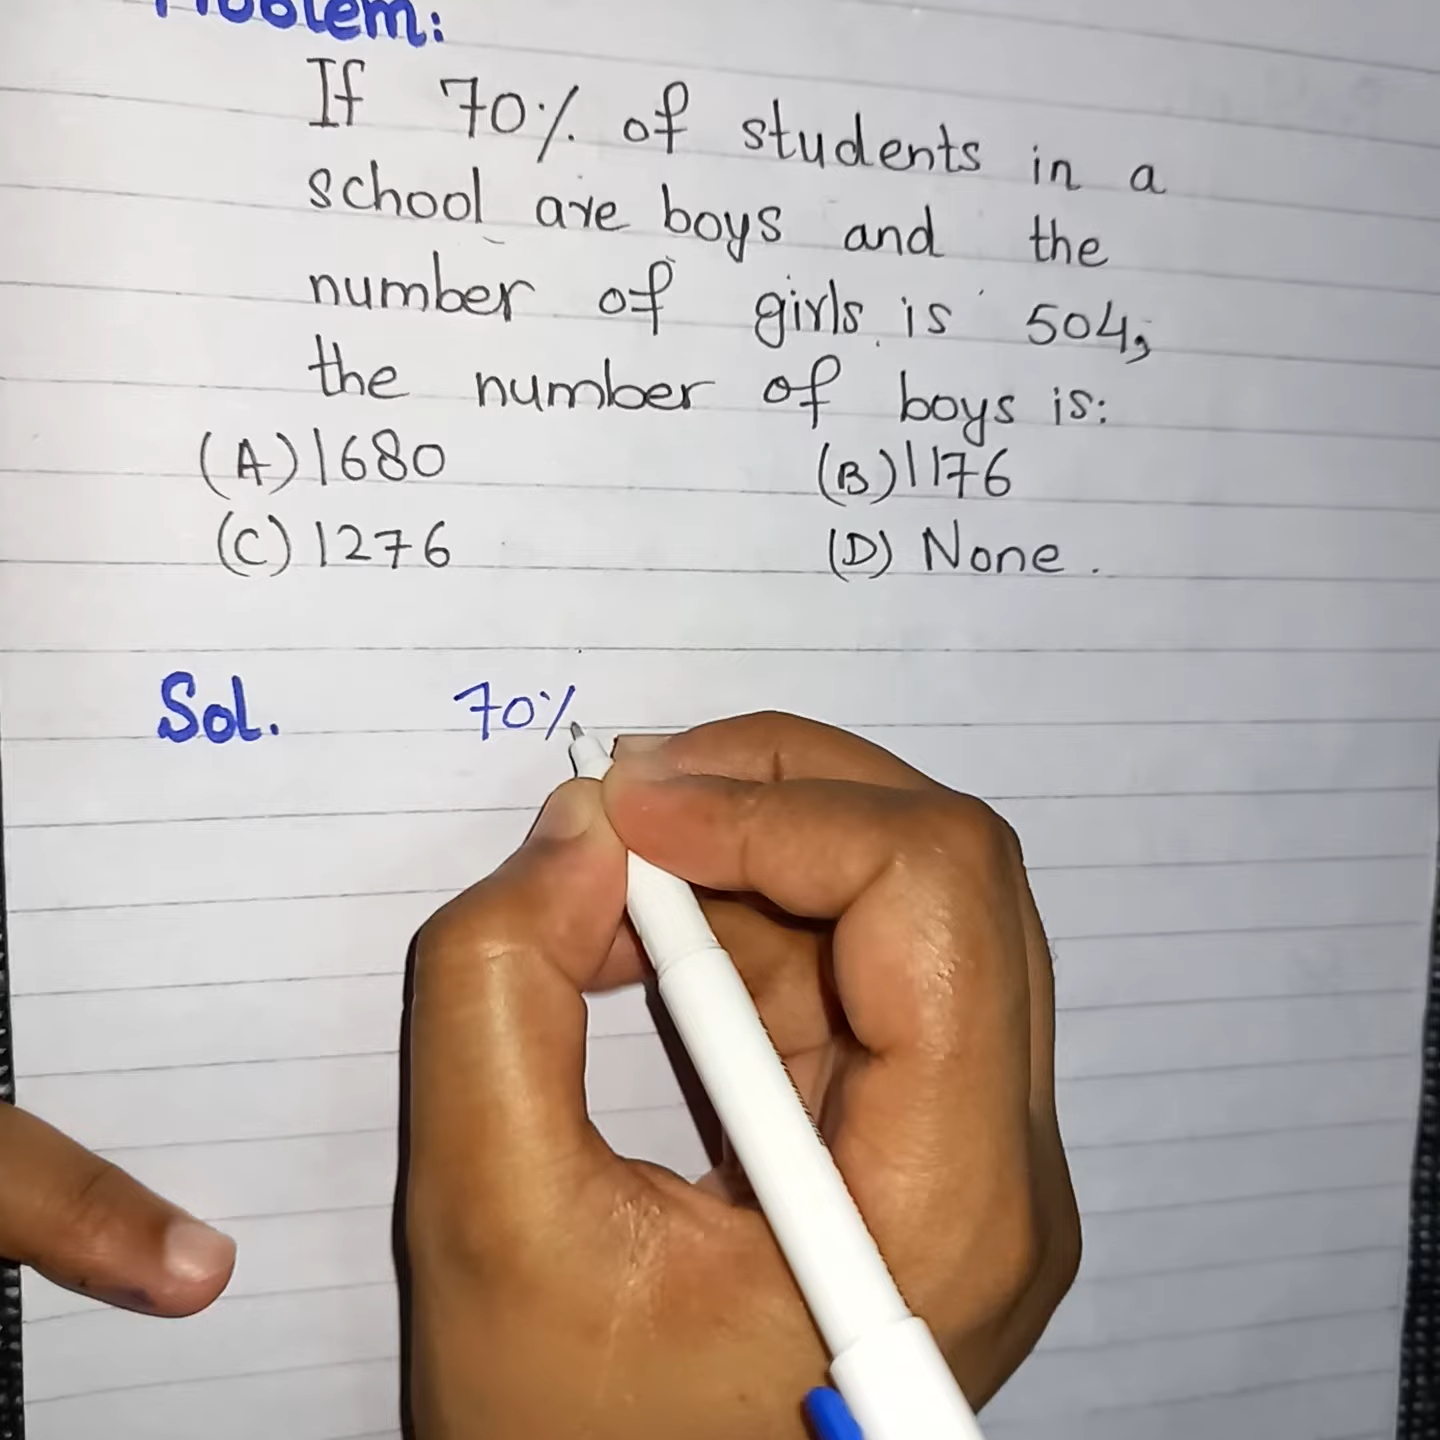 Problem:
If 70% of students in a
school are boys and the
number of girls is 504,
the number of boys is:
(A) 1680 (B) 1176
(C) 1276 (D) None.
Sol. 70%